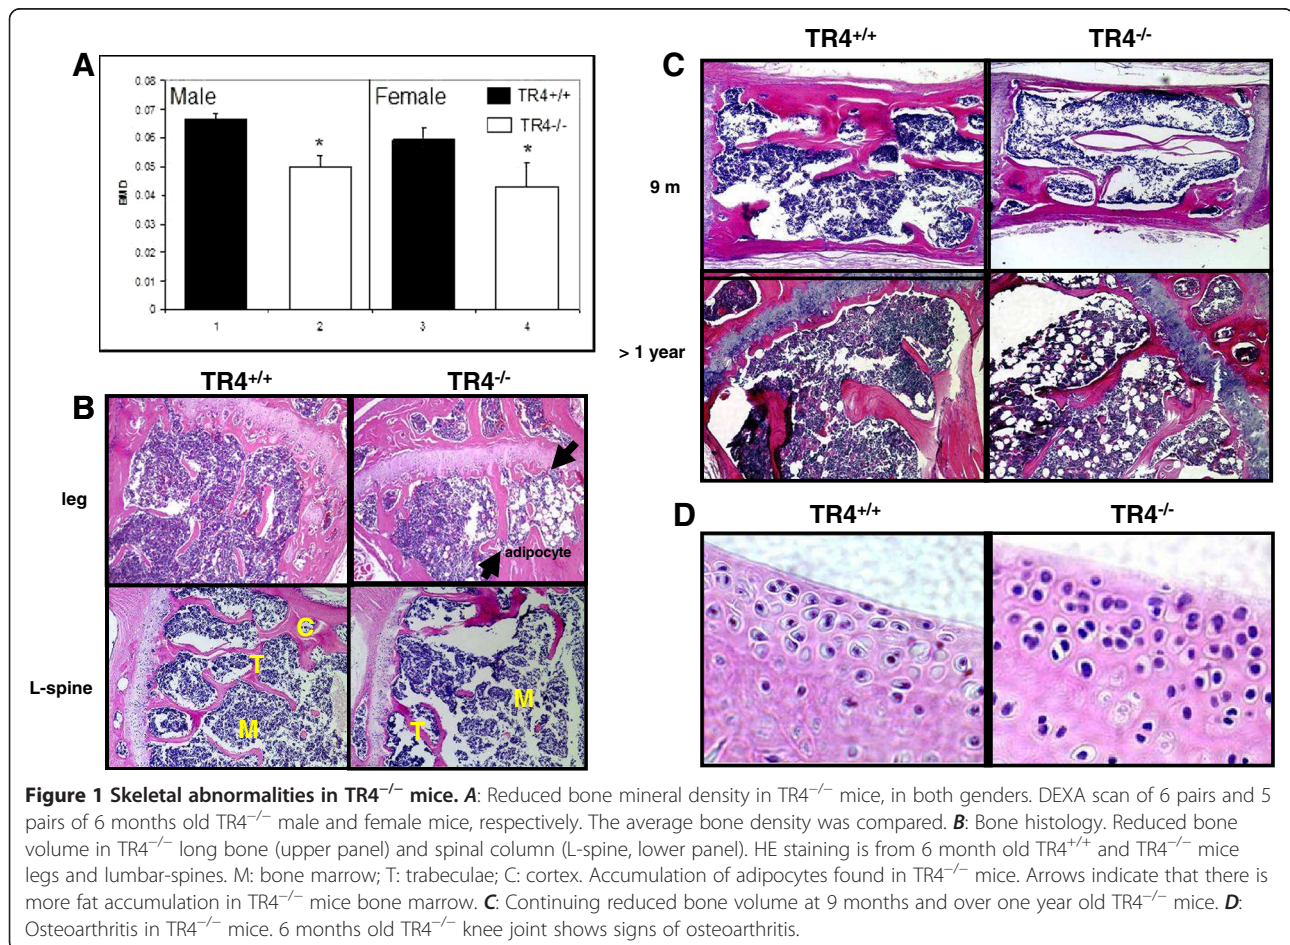 A
0.08
0.07
0.06
0.05
0.04
0.03
0.02
0.01
0
BMD
Male
Female
TR4+/+
TR4-/-
*
*
1
2
3
4
TR4+/+
TR4-/-
B
leg
adipocyte
L-spine
C
T
M
T
M
TR4+/+
TR4-/-
C
9 m
> 1 year
D
TR4+/+
TR4-/-
Figure 1 Skeletal abnormalities in TR4−/− mice. A: Reduced bone mineral density in TR4−/− mice, in both genders. DEXA scan of 6 pairs and 5
pairs of 6 months old TR4−/− male and female mice, respectively. The average bone density was compared. B: Bone histology. Reduced bone
volume in TR4−/− long bone (upper panel) and spinal column (L-spine, lower panel). HE staining is from 6 month old TR4+/+ and TR4−/− mice
legs and lumbar-spines. M: bone marrow; T: trabeculae; C: cortex. Accumulation of adipocytes found in TR4−/− mice. Arrows indicate that there is
more fat accumulation in TR4−/− mice bone marrow. C: Continuing reduced bone volume at 9 months and over one year old TR4−/− mice. D:
Osteoarthritis in TR4−/− mice. 6 months old TR4−/− knee joint shows signs of osteoarthritis.